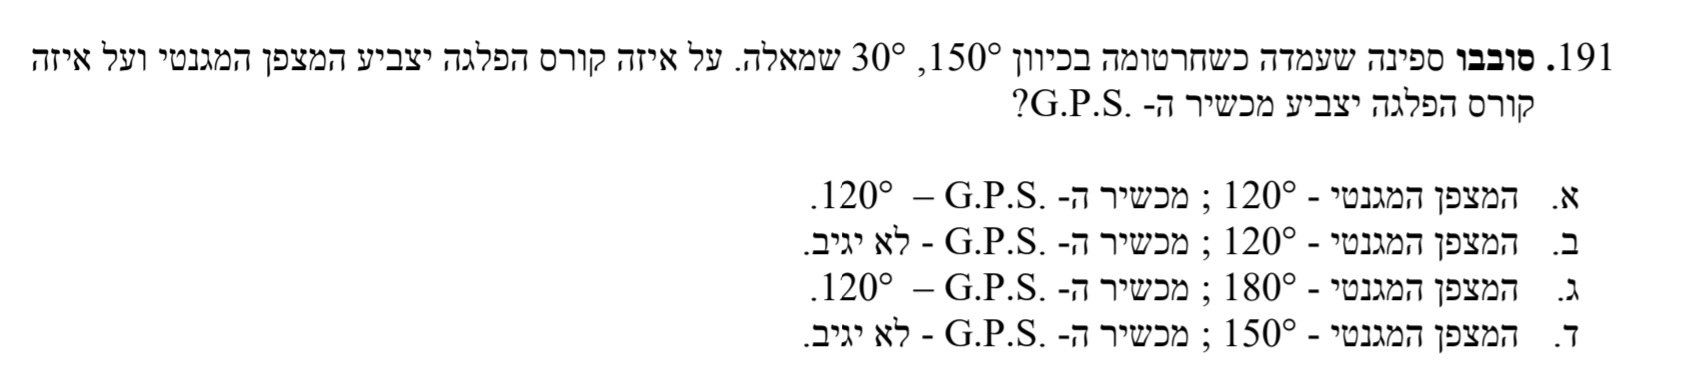 191. סובבו ספינה שעמדה כשחרטומה בכיוון 150°, 30° שמאלה. על איזה קורס הפלגה יצביע המצפן המגנטי ועל איזה
קורס הפלגה יצביע מכשיר ה- G.P.S.?
א. המצפן המגנטי - 120° ; מכשיר ה- G.P.S. – 120°.
ב. המצפן המגנטי - 120° ; מכשיר ה- G.P.S. - לא יגיב.
ג. המצפן המגנטי - 180° ; מכשיר ה- G.P.S. – 120°.
ד. המצפן המגנטי - 150° ; מכשיר ה- G.P.S. - לא יגיב.